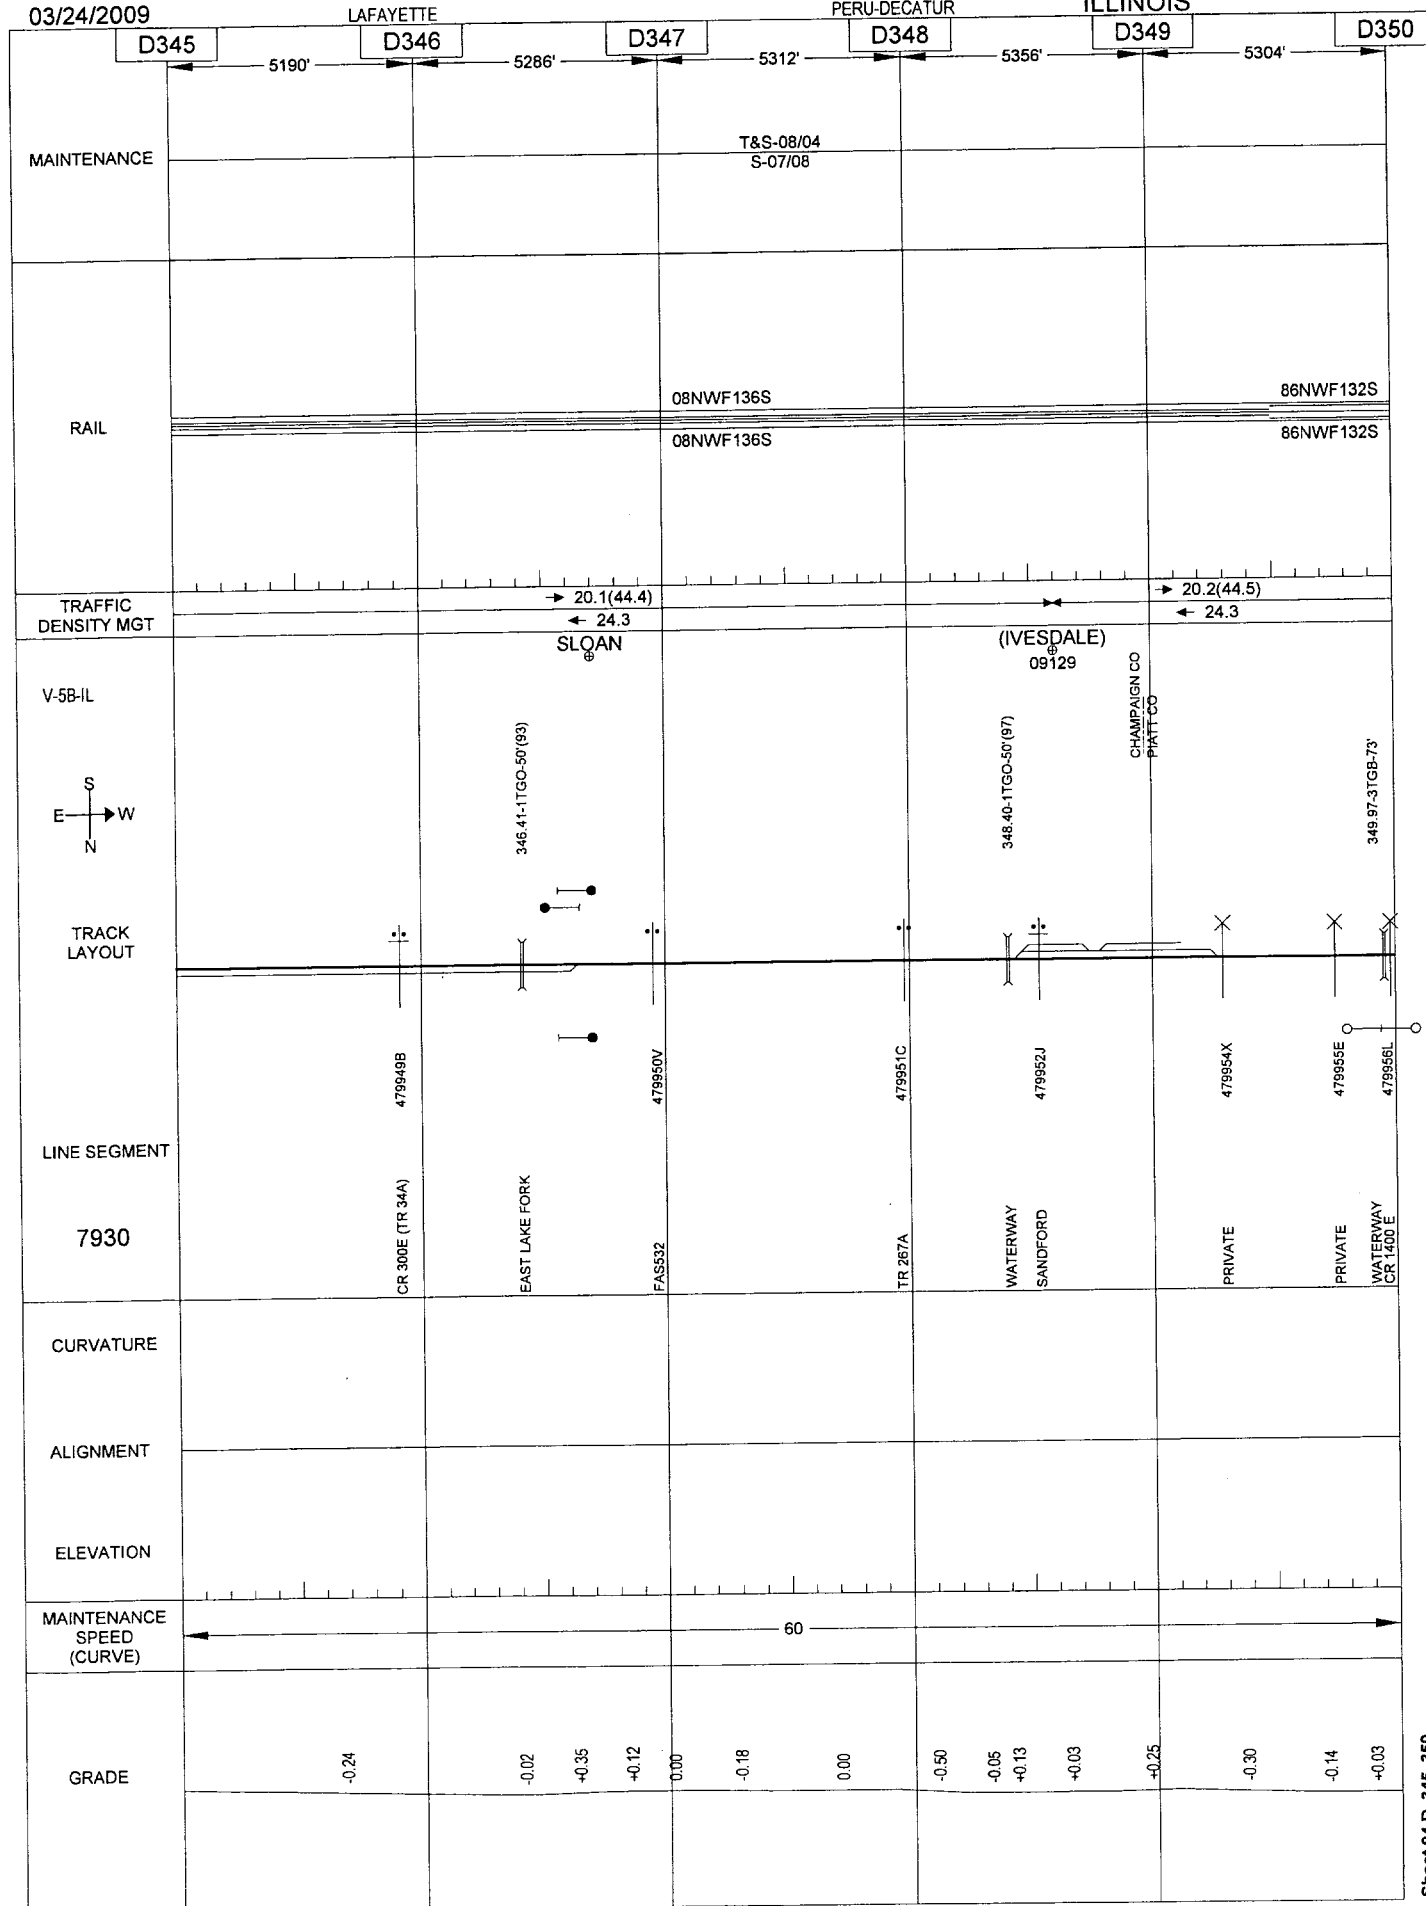 03/24/2009
LAFAYETTE
PERU-DECATUR
ILLINOIS
D345
D346
D347
D348
D349
D350
5190'
5286'
5312'
5356'
5304'
MAINTENANCE
T&S-08/04
S-07/08
RAIL
08NWF136S
86NWF132S
08NWF136S
86NWF132S
TRAFFIC
DENSITY MGT
20.1(44.4)
20.2(44.5)
24.3
24.3
SLOAN
(IVESDALE)
09129
CHAMPAIGN CO
PIATT CO
V-5B-IL
346.41-1TGO-50'(93)
348.40-1TGO-50'(97)
349.97-3TGB-73'
S
E
W
N
TRACK
LAYOUT
479949B
479950V
479951C
479952J
479954X
479955E
479956L
LINE SEGMENT
7930
CR 300E (TR 34A)
EAST LAKE FORK
FAS532
TR 267A
WATERWAY
SANDFORD
PRIVATE
PRIVATE
WATERWAY
CR 1400 E
CURVATURE
ALIGNMENT
ELEVATION
MAINTENANCE
SPEED
(CURVE)
60
GRADE
-0.24
-0.02
+0.35
+0.12
0.00
-0.18
0.00
-0.50
-0.05
+0.13
+0.03
+0.25
-0.30
-0.14
+0.03